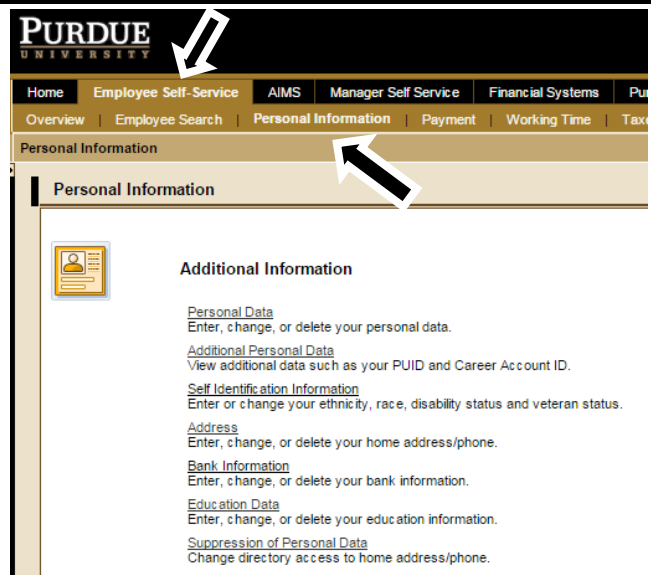 PURDUE
UNIVERSITY
Home Employee Self-Service AIMS Manager Self Service Financial Systems
Overview | Employee Search | Personal Information | Payment | Working Time |
Personal Information
Personal Information
Additional Information
Personal Data
Enter, change, or delete your personal data.
Additional Personal Data
View additional data such as your PUID and Career Account ID.
Self Identification Information
Enter or change your ethnicity, race, disability status and veteran status.
Address
Enter, change, or delete your home address/phone.
Bank Information
Enter, change, or delete your bank information.
Education Data
Enter, change, or delete your education information.
Suppression of Personal Data
Change directory access to home address/phone.